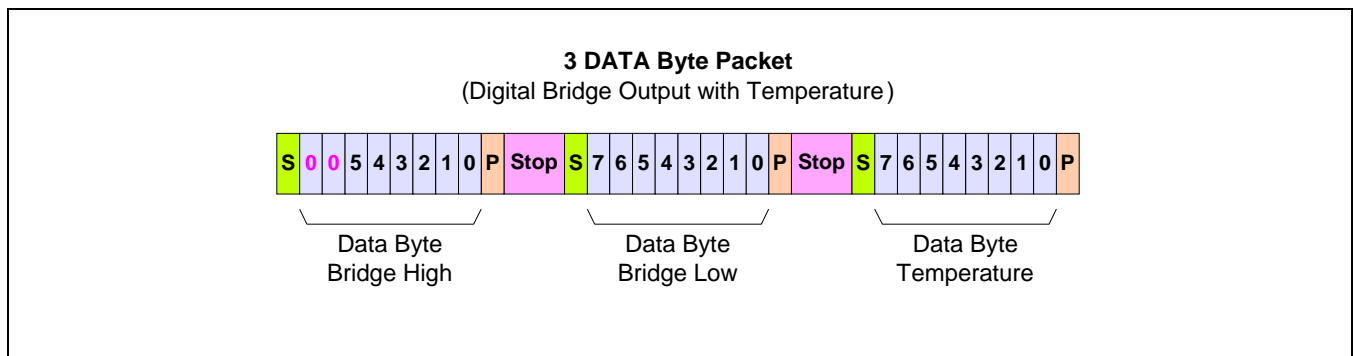 3 DATA Byte Packet
(Digital Bridge Output with Temperature)
S 0 0 5 4 3 2 1 0 P Stop S 7 6 5 4 3 2 1 0 P Stop S 7 6 5 4 3 2 1 0 P
Data Byte Data Byte Data Byte
Bridge High Bridge Low Temperature